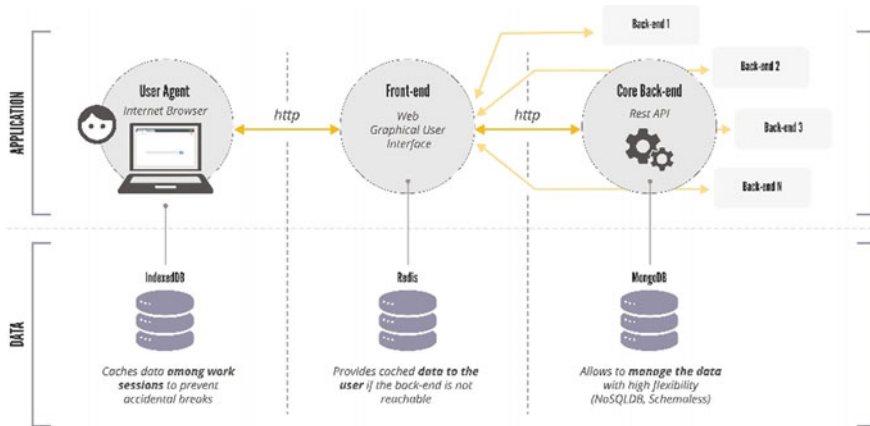 APPLICATION
User Agent
Internet Browser
http
Front-end
Web
Graphical User
Interface
http
Core Back-end
Rest API
Back-end 1
Back-end 2
Back-end 3
Back-end N
DATA
IndexedDB
Caches data among work
sessions to prevent
accidental breaks
Redis
Provides cached data to the
user if the back-end is not
reachable
MongoDB
Allows to manage the data
with high flexibility
(NoSQLDB, Schemaless)